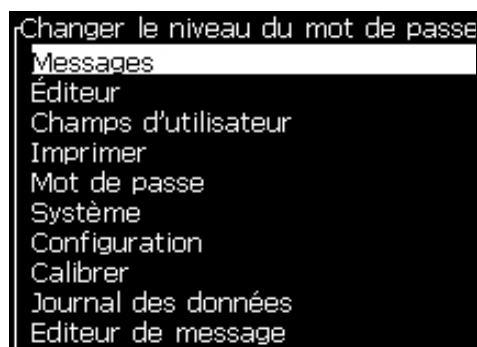 Changer le niveau du mot de passe
Messages
Éditeur
Champs d'utilisateur
Imprimer
Mot de passe
Système
Configuration
Calibrer
Journal des données
Editeur de message